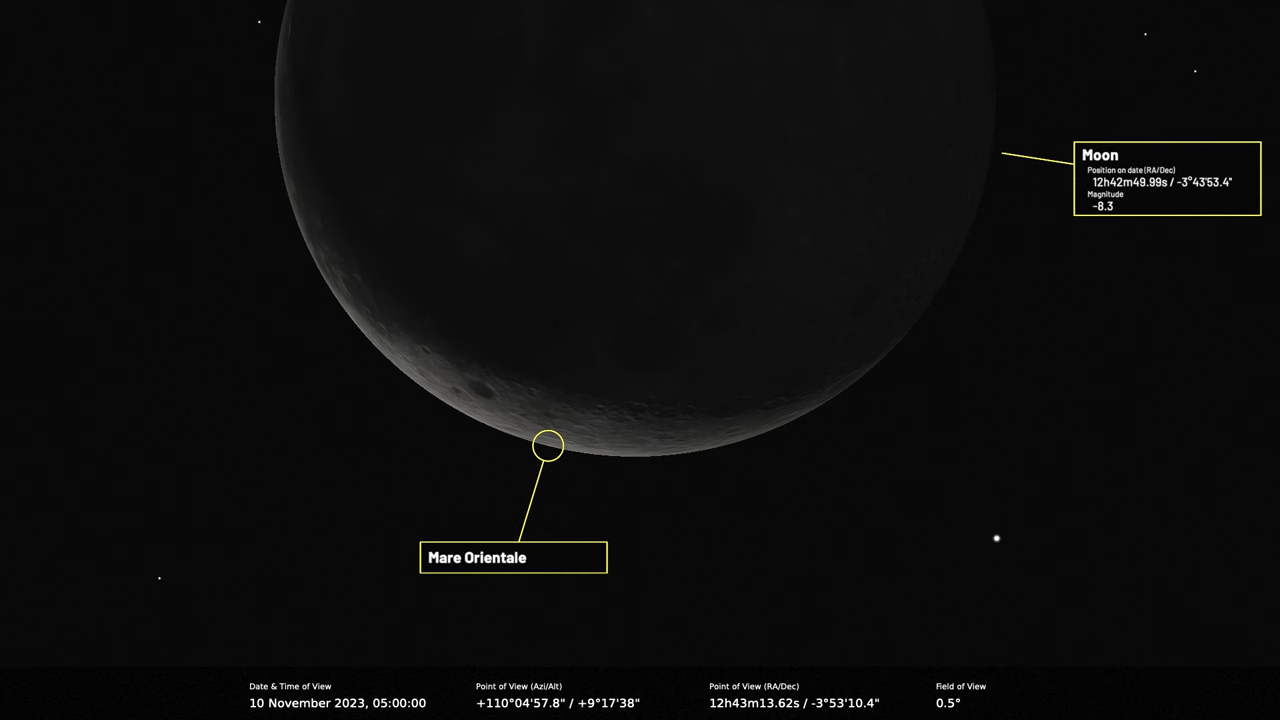 Moon
Position on date (RA/Dec)
12h42m49.99s / -3°43'53.4"
Magnitude
-8.3
Mare Orientale
Date & Time of View
10 November 2023, 05:00:00
Point of View (Azi/Alt)
+110°04'57.8" / +9°17'38"
Point of View (RA/Dec)
12h43m13.62s / -3°53'10.4"
Field of View
0.5°